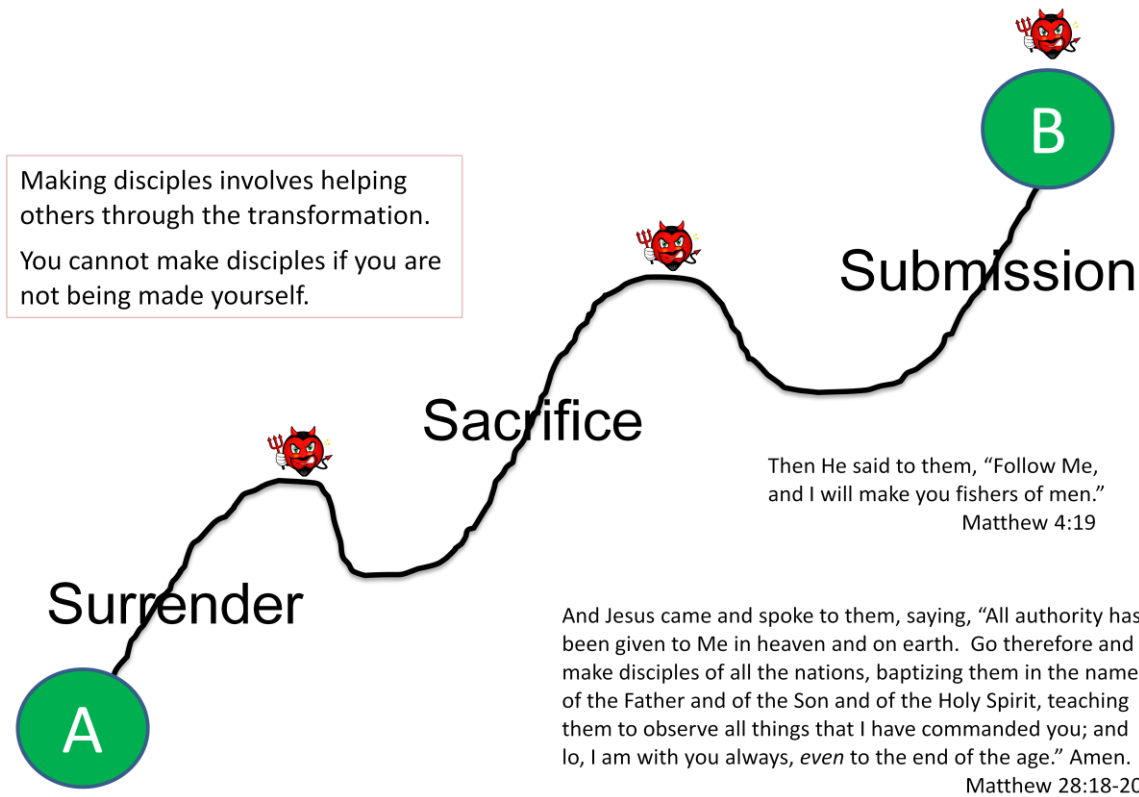 B
Making disciples involves helping
others through the transformation.
You cannot make disciples if you are
not being made yourself.
Submission
Sacrifice
Then He said to them, “Follow Me,
and I will make you fishers of men.”
Matthew 4:19
Surrender
And Jesus came and spoke to them, saying, “All authority has
been given to Me in heaven and on earth.  Go therefore and
make disciples of all the nations, baptizing them in the name
of the Father and of the Son and of the Holy Spirit, teaching
them to observe all things that I have commanded you; and
lo, I am with you always, even to the end of the age.” Amen.
Matthew 28:18-20
A